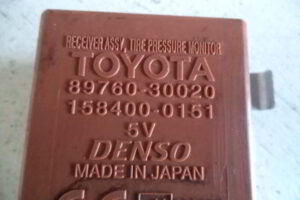 RECEIVER ASSY, TIRE PRESSURE MONITOR
TOYOTA
89760-30020
158400-0151
5V
DENSO
MADE IN JAPAN